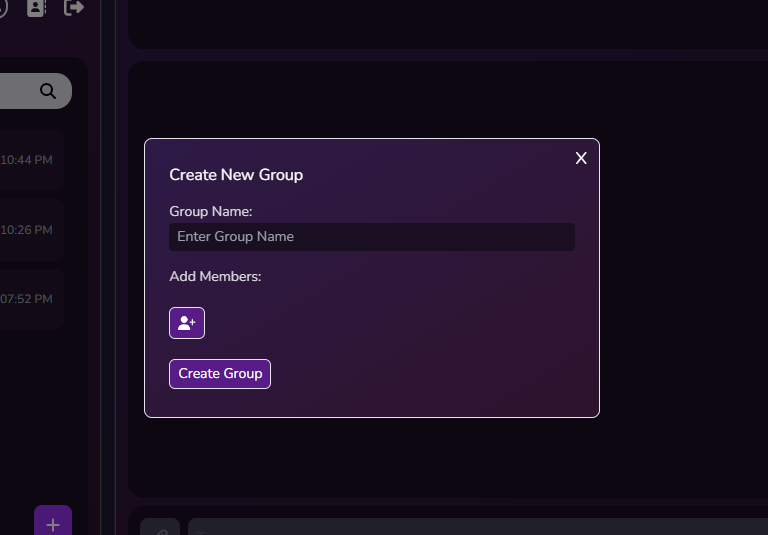 10:44 PM
10:26 PM
07:52 PM
X
Create New Group
Group Name:
Enter Group Name
Add Members:
Create Group